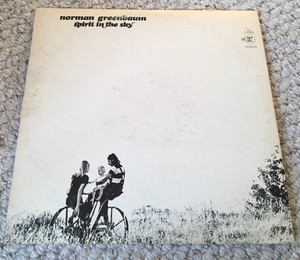 norman greenbaum
spirit in the sky